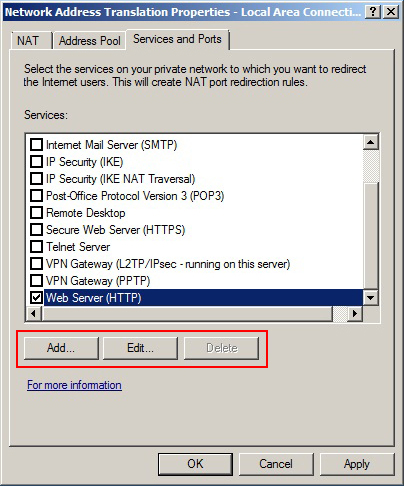 Network Address Translation Properties - Local Area Connecti...
NAT
Address Pool
Services and Ports
Select the services on your private network to which you want to redirect
the Internet users. This will create NAT port redirection rules.
Services:
Internet Mail Server (SMTP)
IP Security (IKE)
IP Security (IKE NAT Traversal)
Post-Office Protocol Version 3 (POP3)
Remote Desktop
Secure Web Server (HTTPS)
Telnet Server
VPN Gateway (L2TP/IPsec - running on this server)
VPN Gateway (PPTP)
Web Server (HTTP)
Add...
Edit...
Delete
For more information
OK
Cancel
Apply